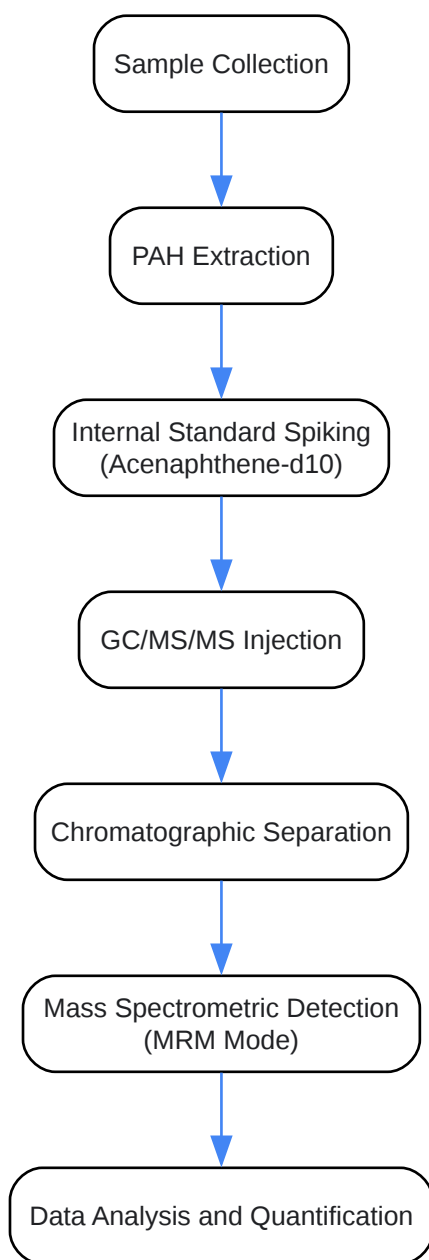 Sample Collection
PAH Extraction
Internal Standard Spiking
(Acenaphthene-d10)
GC/MS/MS Injection
Chromatographic Separation
Mass Spectrometric Detection
(MRM Mode)
Data Analysis and Quantification